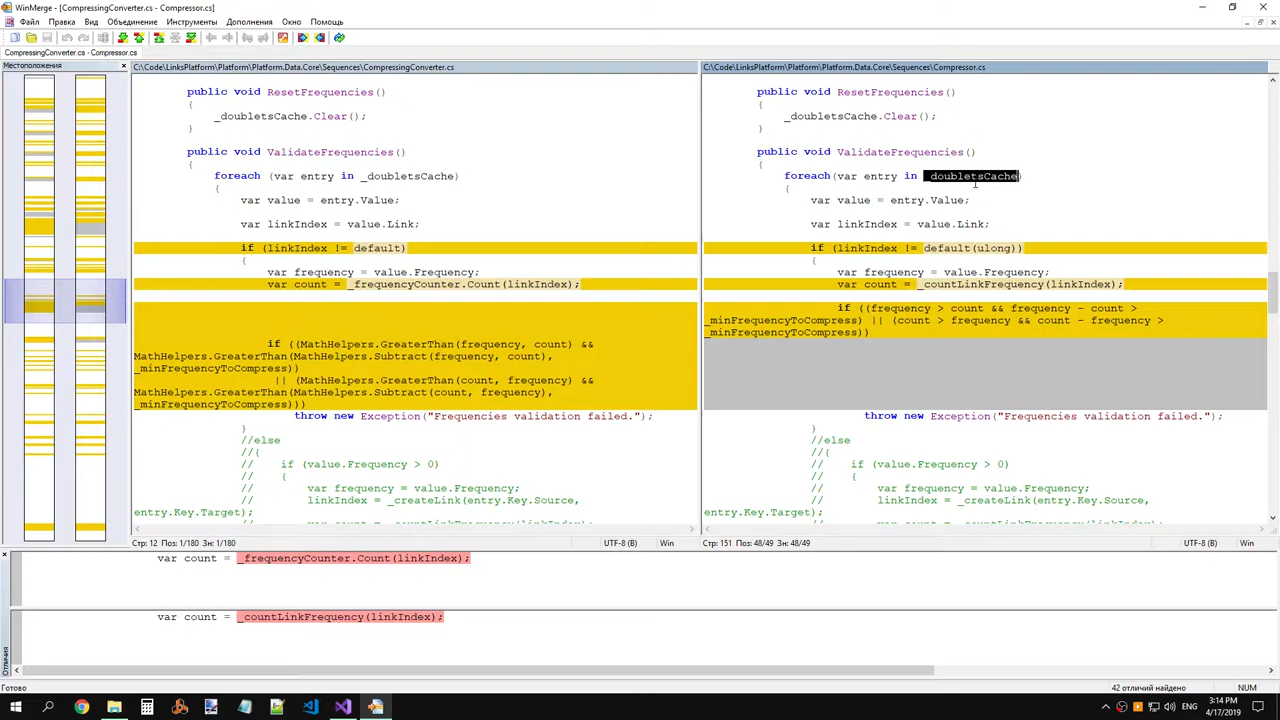 WinMerge - [CompressingConverter.cs - Compressor.cs]
Файл Правка Вид Объединение Инструменты Дополнения Окно Помощь
CompressingConverter.cs - Compressor.cs
Местоположения
C:\Code\LinksPlatform\Platform\Platform.Data.Core\Sequences\CompressingConverter.cs
public void ResetFrequencies()
{
_doubletsCache.Clear();
}
public void ValidateFrequencies()
{
foreach (var entry in _doubletsCache)
{
var value = entry.Value;
var linkIndex = value.Link;
if (linkIndex != default)
{
var frequency = value.Frequency;
var count = _frequencyCounter.Count(linkIndex);
if ((MathHelpers.GreaterThan(frequency, count) &&
MathHelpers.GreaterThan(MathHelpers.Subtract(frequency, count),
_minFrequencyToCompress))
|| (MathHelpers.GreaterThan(count, frequency) &&
MathHelpers.GreaterThan(MathHelpers.Subtract(count, frequency),
_minFrequencyToCompress)))
throw new Exception("Frequencies validation failed.");
}
//else
//{
// if (value.Frequency > 0)
// {
// var frequency = value.Frequency;
// linkIndex = _createLink(entry.Key.Source,
entry.Key.Target);
// var count = _countLinkFrequency(linkIndex);
Стр: 12 Поз: 1/180 Зн: 1/180
UTF-8 (B)
Win
C:\Code\LinksPlatform\Platform\Platform.Data.Core\Sequences\Compressor.cs
public void ResetFrequencies()
{
_doubletsCache.Clear();
}
public void ValidateFrequencies()
{
foreach(var entry in _doubletsCache)
{
var value = entry.Value;
var linkIndex = value.Link;
if (linkIndex != default(ulong))
{
var frequency = value.Frequency;
var count = _countLinkFrequency(linkIndex);
if ((frequency > count && frequency - count >
_minFrequencyToCompress) || (count > frequency && count - frequency >
_minFrequencyToCompress))
throw new Exception("Frequencies validation failed.");
}
//else
//{
// if (value.Frequency > 0)
// {
// var frequency = value.Frequency;
// linkIndex = _createLink(entry.Key.Source,
entry.Key.Target);
// var count = _countLinkFrequency(linkIndex);
Стр: 151 Поз: 48/49 Зн: 48/49
UTF-8 (B)
Win
Отличия
var count = _frequencyCounter.Count(linkIndex);
var count = _countLinkFrequency(linkIndex);
Готово
42 отличий найдено
NUM
ENG
3:14 PM
4/17/2019